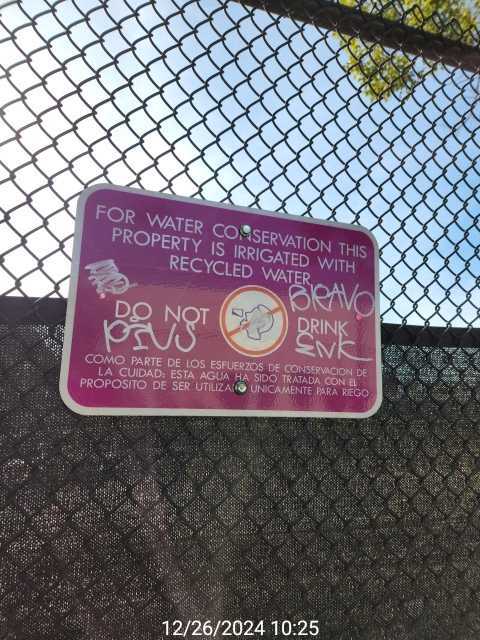 FOR WATER CONSERVATION THIS
PROPERTY IS IRRIGATED WITH
RECYCLED WATER
BRAVO
DO NOT DRINK
COMO PARTE DE LOS ESFUERZOS DE CONSERVACION DE
LA CUIDAD: ESTA AGUA HA SIDO TRATADA CON EL
PROPOSITO DE SER UTILIZA UNICAMENTE PARA RIEGO
12/26/2024 10:25